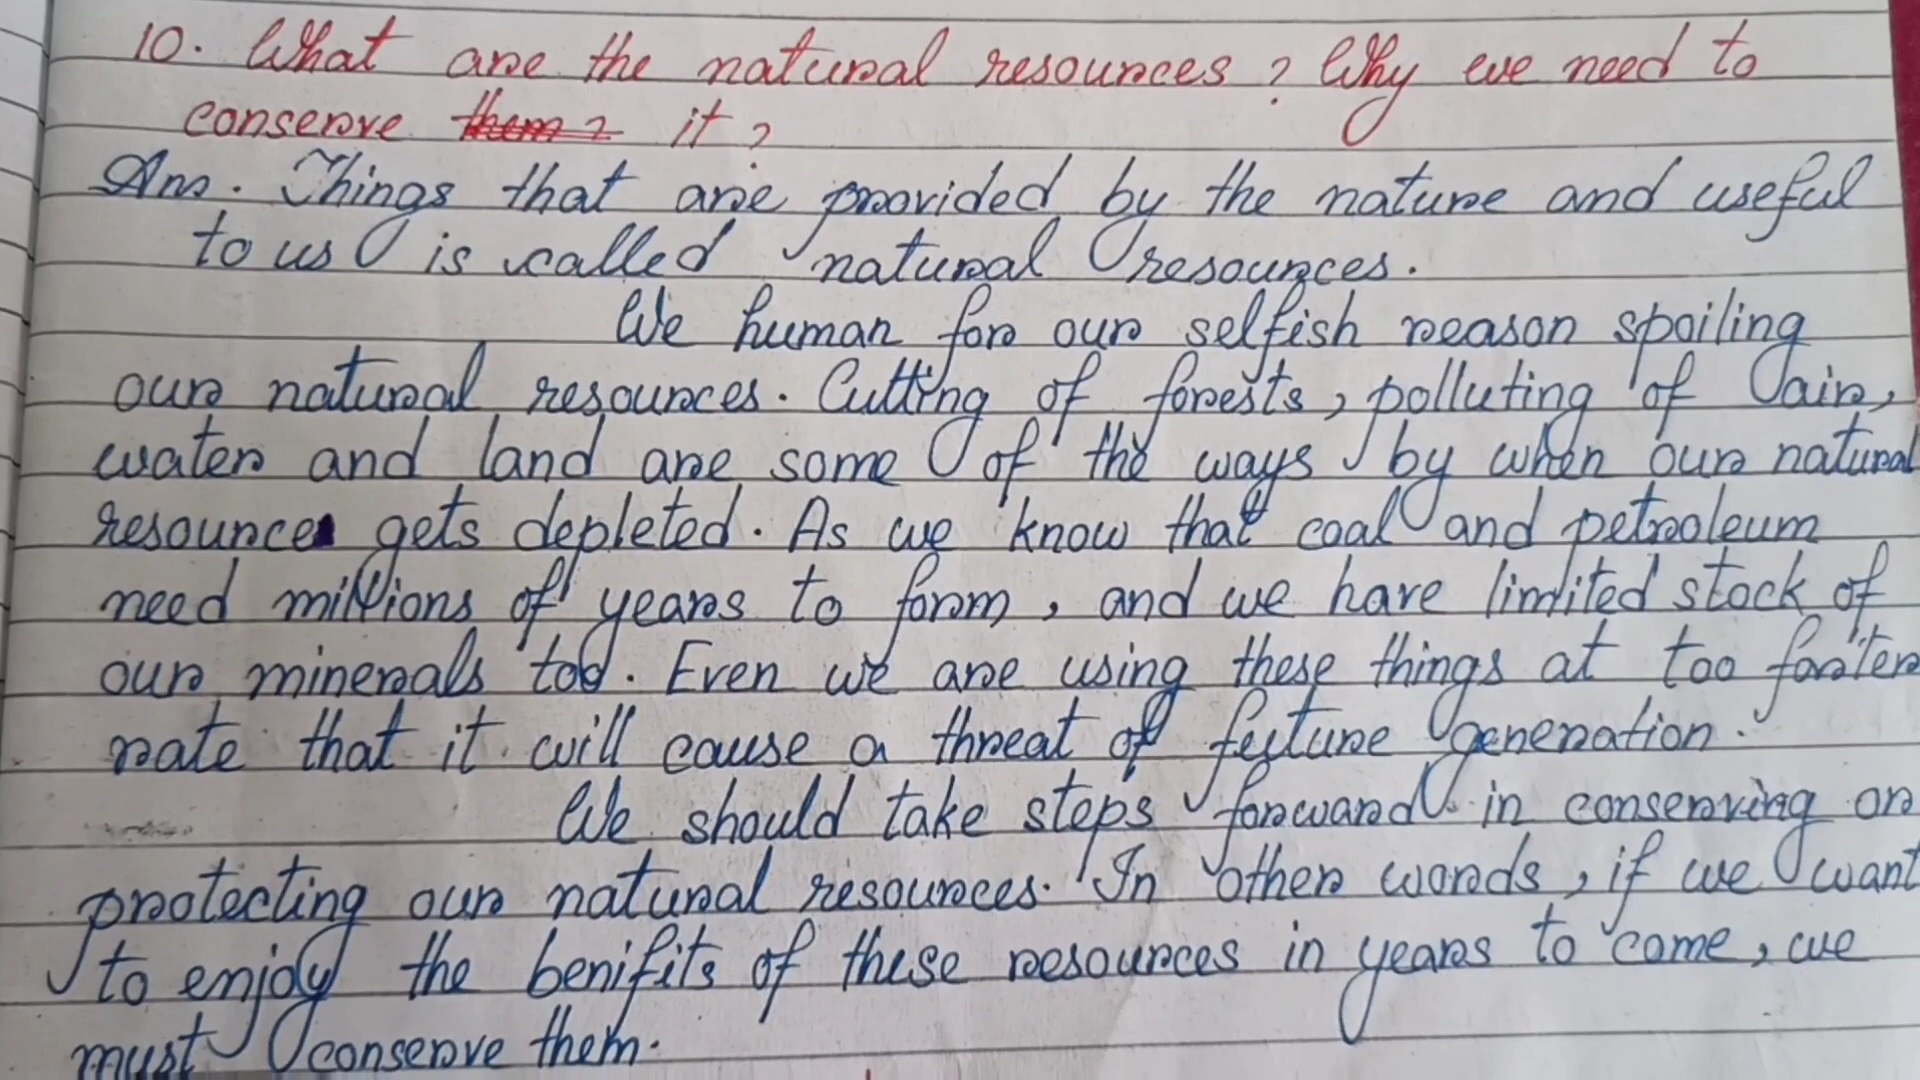 10. What are the natural resources? Why we need to
conserve them? it?
Ans. Things that are provided by the nature and useful
to us is called natural resources.
We human for our selfish reason spoiling
our natural resources. Cutting of forests, polluting of air,
water and land are some of the ways by when our natural
resource gets depleted. As we know that coal and petroleum
need millions of years to form, and we have limited stock of
our minerals too. Even we are using these things at too faster
rate that it will cause a threat of future generation.
We should take steps forward in conserving or
protecting our natural resources. In other words, if we want
to enjoy the benifits of these resources in years to come, we
must conserve them.